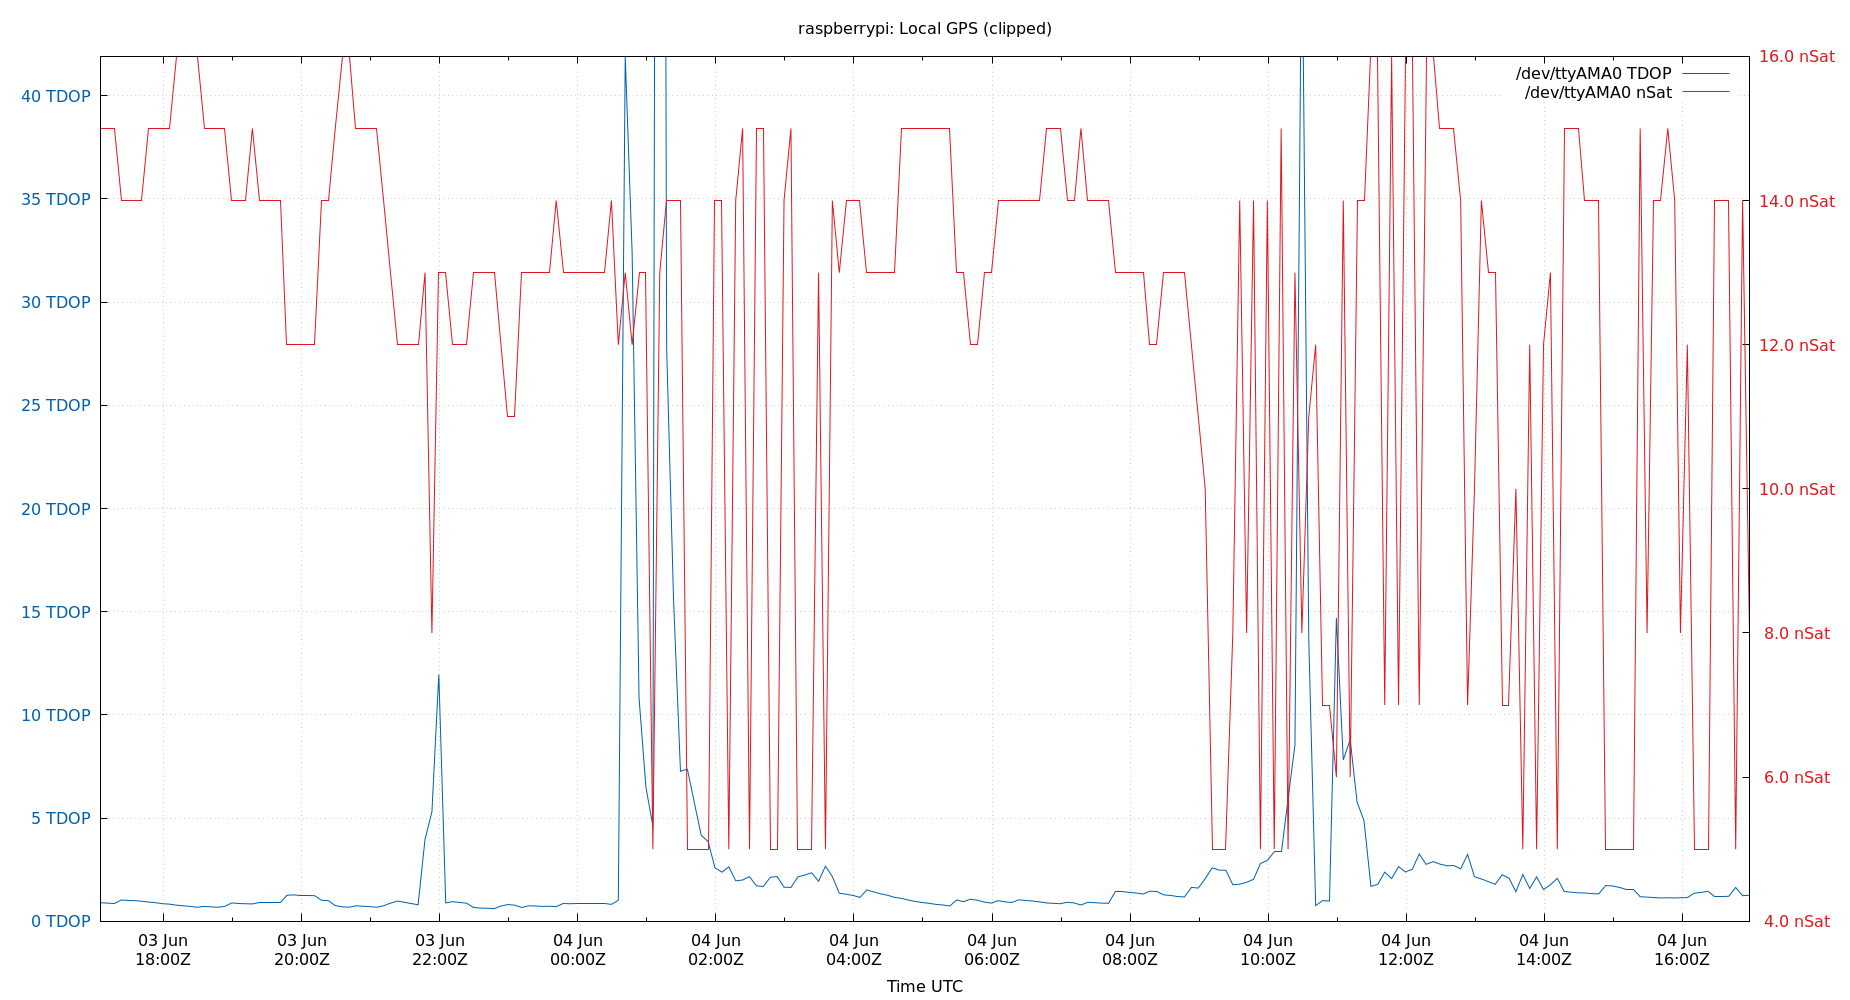 raspberrypi: Local GPS (clipped)
/dev/ttyAMA0 TDOP
/dev/ttyAMA0 nSat
40 TDOP
35 TDOP
30 TDOP
25 TDOP
20 TDOP
15 TDOP
10 TDOP
5 TDOP
0 TDOP
16.0 nSat
14.0 nSat
12.0 nSat
10.0 nSat
8.0 nSat
6.0 nSat
4.0 nSat
03 Jun
18:00Z
03 Jun
20:00Z
03 Jun
22:00Z
04 Jun
00:00Z
04 Jun
02:00Z
04 Jun
04:00Z
04 Jun
06:00Z
04 Jun
08:00Z
04 Jun
10:00Z
04 Jun
12:00Z
04 Jun
14:00Z
04 Jun
16:00Z
Time UTC